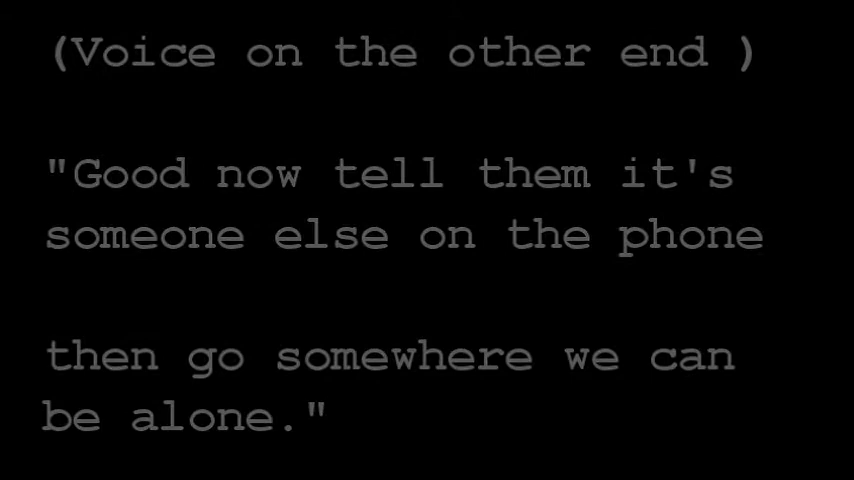 (Voice on the other end )
"Good now tell them it's
someone else on the phone
then go somewhere we can
be alone."